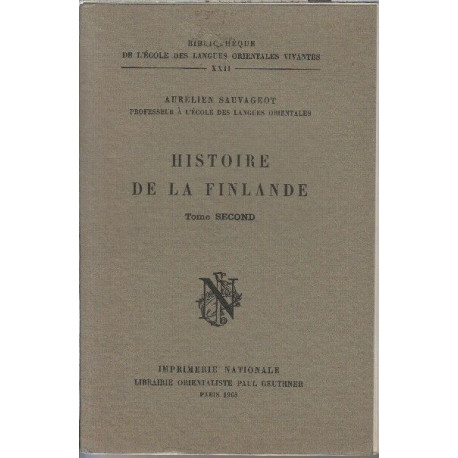 BIBLIOTHÈQUE
DE L'ÉCOLE DES LANGUES ORIENTALES VIVANTES
XXII
AURÉLIEN SAUVAGEOT
PROFESSEUR À L'ÉCOLE DES LANGUES ORIENTALES
HISTOIRE
DE LA FINLANDE
Tome SECOND
IMPRIMERIE NATIONALE
LIBRAIRIE ORIENTALISTE PAUL GEUTHNER
PARIS